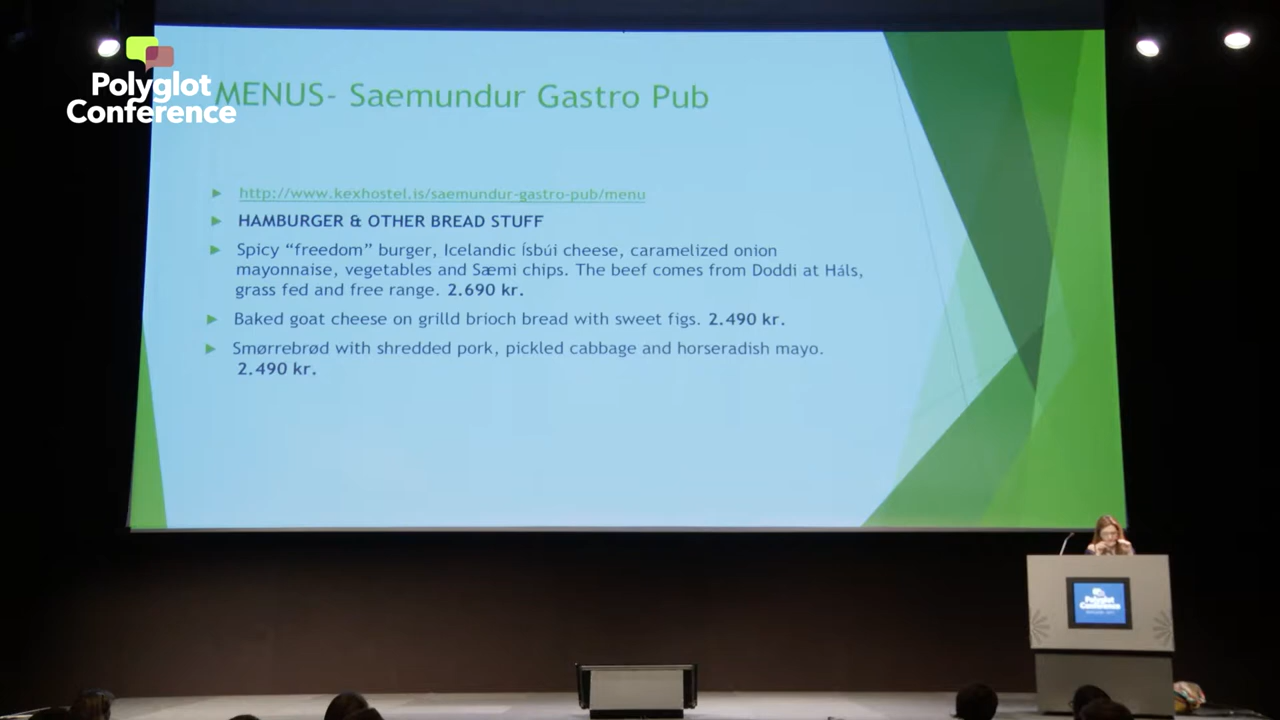 Polyglot
Conference
MENUS- Saemundur Gastro Pub
http://www.kexhostel.is/saemundur-gastro-pub/menu
HAMBURGER & OTHER BREAD STUFF
Spicy “freedom” burger, Icelandic Ísbúi cheese, caramelized onion
mayonnaise, vegetables and Sæmi chips. The beef comes from Doddi at Háls,
grass fed and free range. 2.690 kr.
Baked goat cheese on grilld brioch bread with sweet figs. 2.490 kr.
Smørrebrød with shredded pork, pickled cabbage and horseradish mayo.
2.490 kr.
Polyglot
Conference